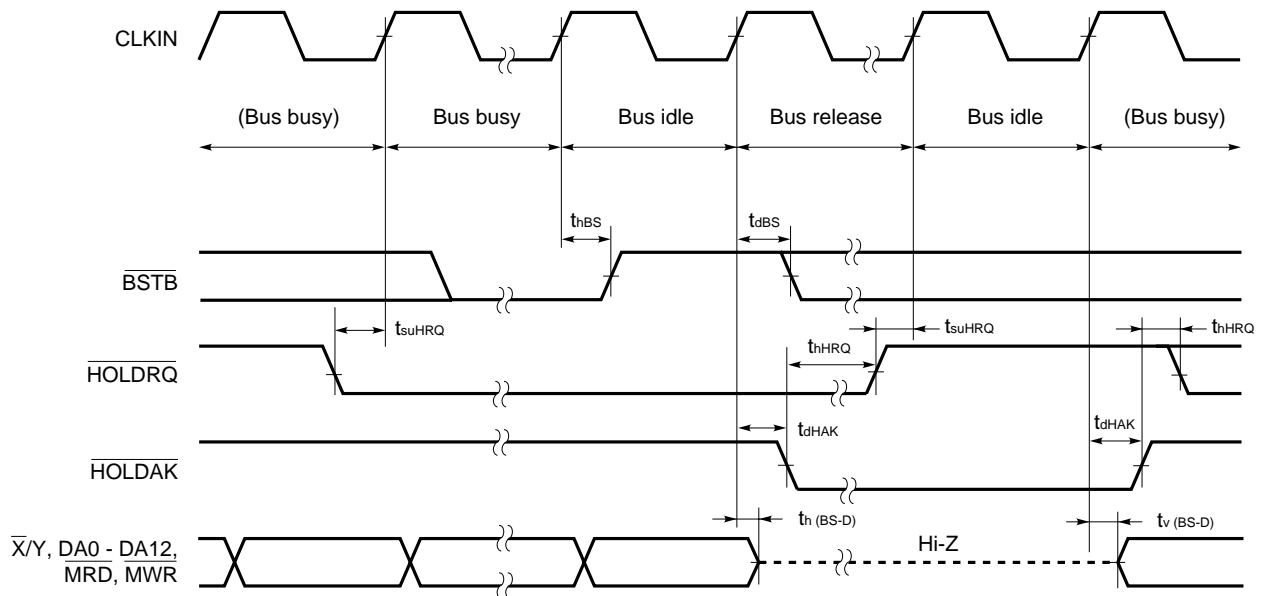 CLKIN
(Bus busy) Bus busy Bus idle Bus release Bus idle (Bus busy)
thBS tdBS
BSTB
tsuHRQ tsuHRQ thHRQ
thHRQ
HOLDRQ
tdHAK tdHAK
HOLDAK
th (BS-D) tv (BS-D)
X/Y, DA0 - DA12,
MRD, MWR
Hi-Z